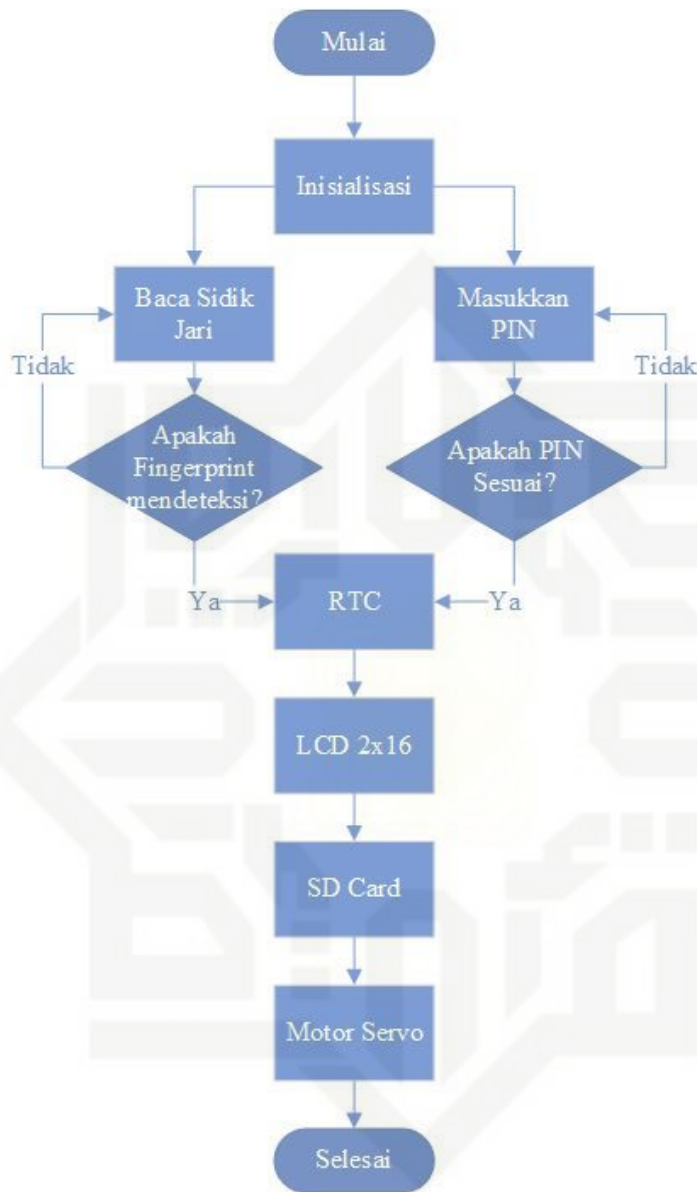 Mulai
Inisialisasi
Baca Sidik
Jari
Masukkan
PIN
Tidak
Tidak
Apakah
Fingerprint
mendeteksi?
Apakah PIN
Sesuai?
Ya
RTC
Ya
LCD 2x16
SD Card
Motor Servo
Selesai